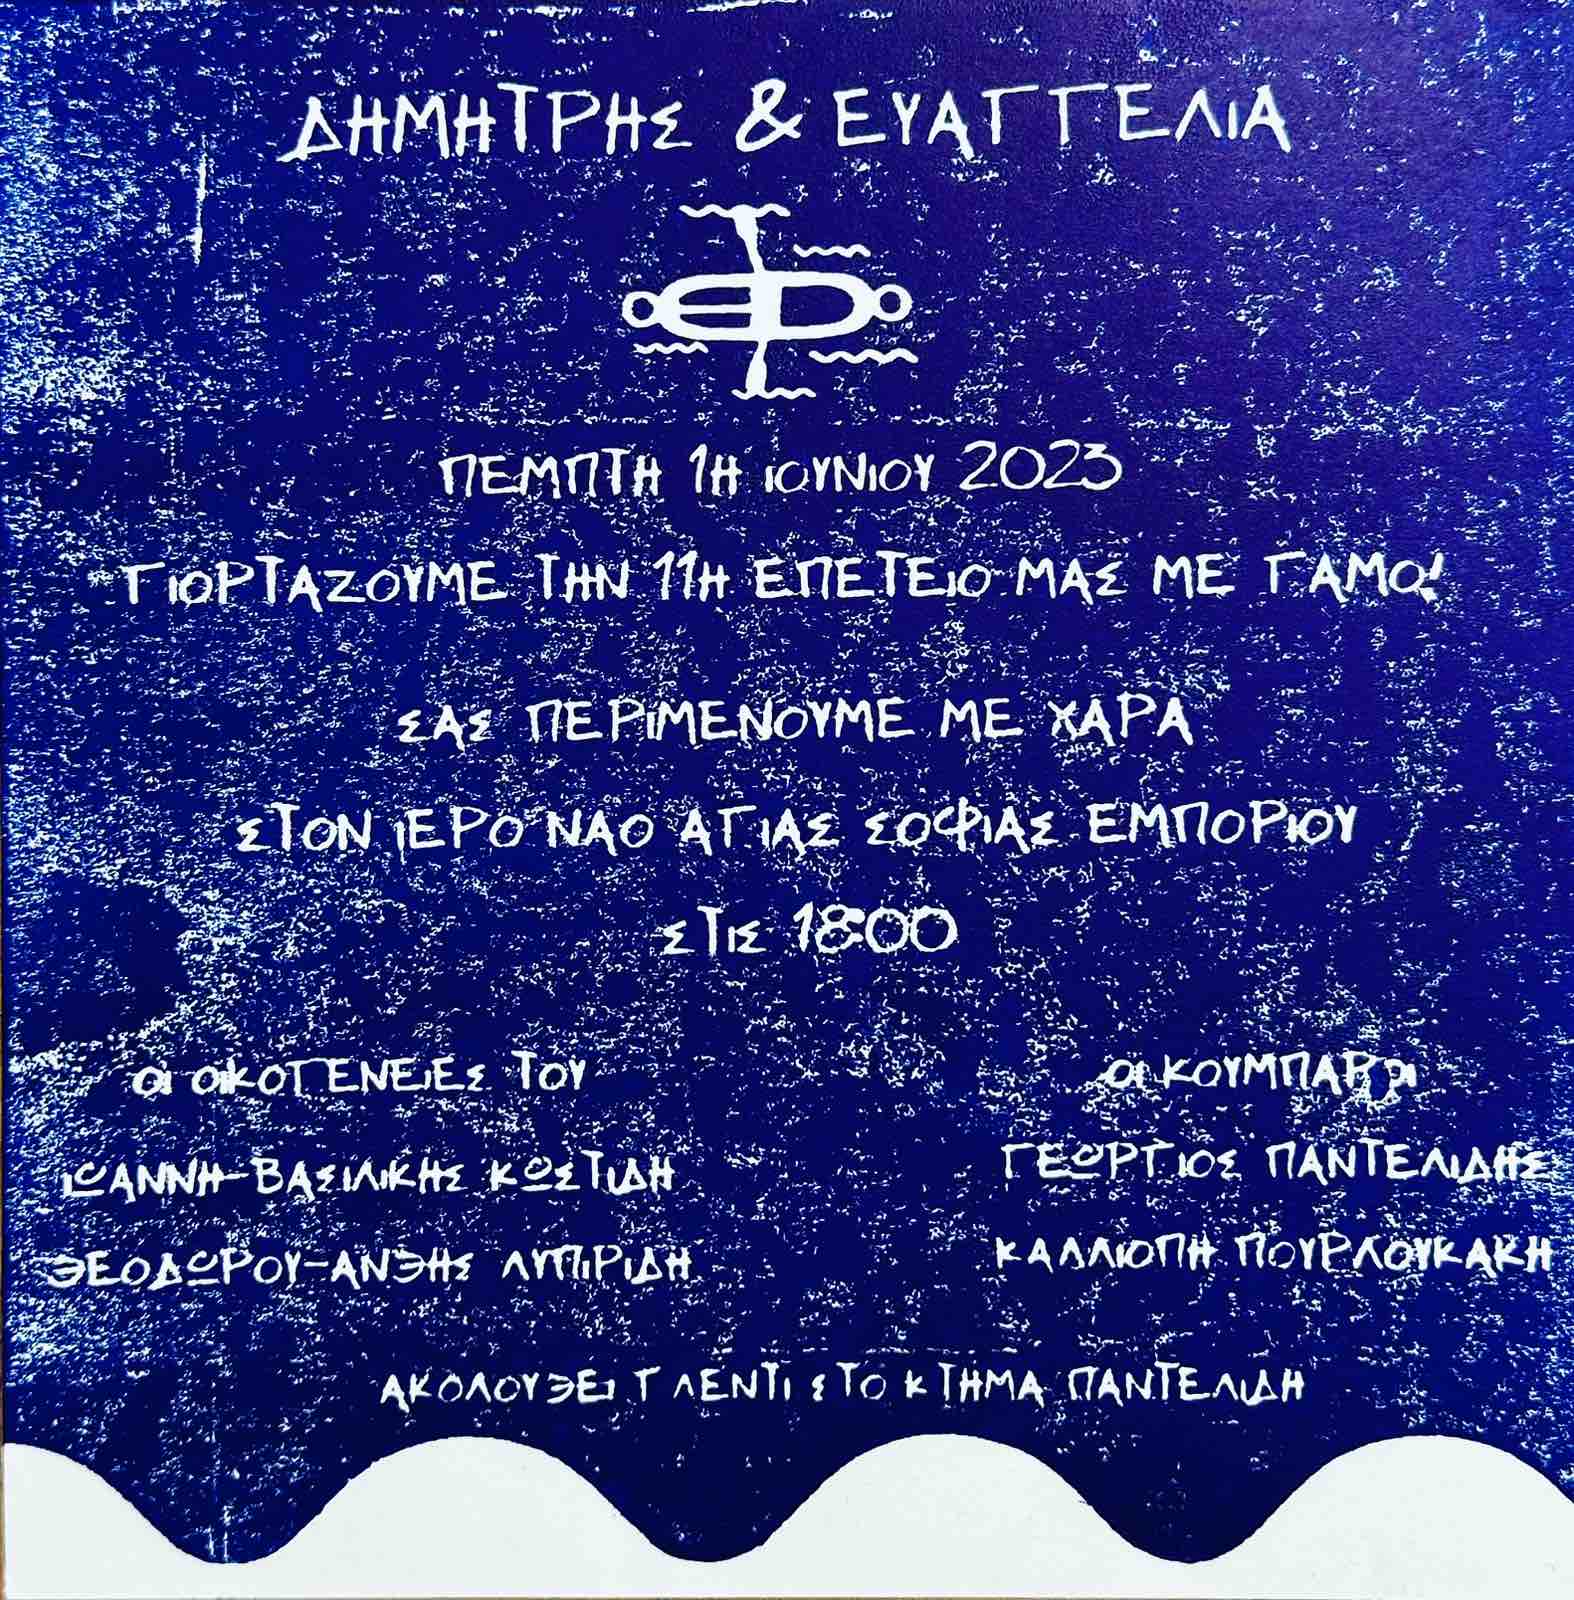 ΔΗΜΗΤΡΗΣ & ΕΥΑΓΓΕΛΙΑ
ΕD
ΠΕΜΠΤΗ 1Η ΙΟΥΝΙΟΥ 2023
ΓΙΟΡΤΑΖΟΥΜΕ ΤΗΝ 11Η ΕΠΕΤΕΙΟ ΜΑΣ ΜΕ ΓΑΜΟ!
ΣΑΣ ΠΕΡΙΜΕΝΟΥΜΕ ΜΕ ΧΑΡΑ
ΣΤΟΝ ΙΕΡΟ ΝΑΟ ΑΓΙΑΣ ΣΟΦΙΑΣ ΕΜΠΟΡΙΟΥ
ΣΤΙΣ 18:00
ΟΙ ΟΙΚΟΓΕΝΕΙΕΣ ΤΟΥ
ΙΩΑΝΝΗ-ΒΑΣΙΛΙΚΗΣ ΚΩΣΤΙΔΗ
ΘΕΟΔΩΡΟΥ-ΑΝΘΗΣ ΛΥΠΙΡΙΔΗ
ΟΙ ΚΟΥΜΠΑΡΟΙ
ΓΕΩΡΓΙΟΣ ΠΑΝΤΕΛΙΔΗΣ
ΚΑΛΛΙΟΠΗ ΠΟΥΡΛΟΥΚΑΚΗ
ΑΚΟΛΟΥΘΕΙ ΓΛΕΝΤΙ ΣΤΟ ΚΤΗΜΑ ΠΑΝΤΕΛΙΔΗ